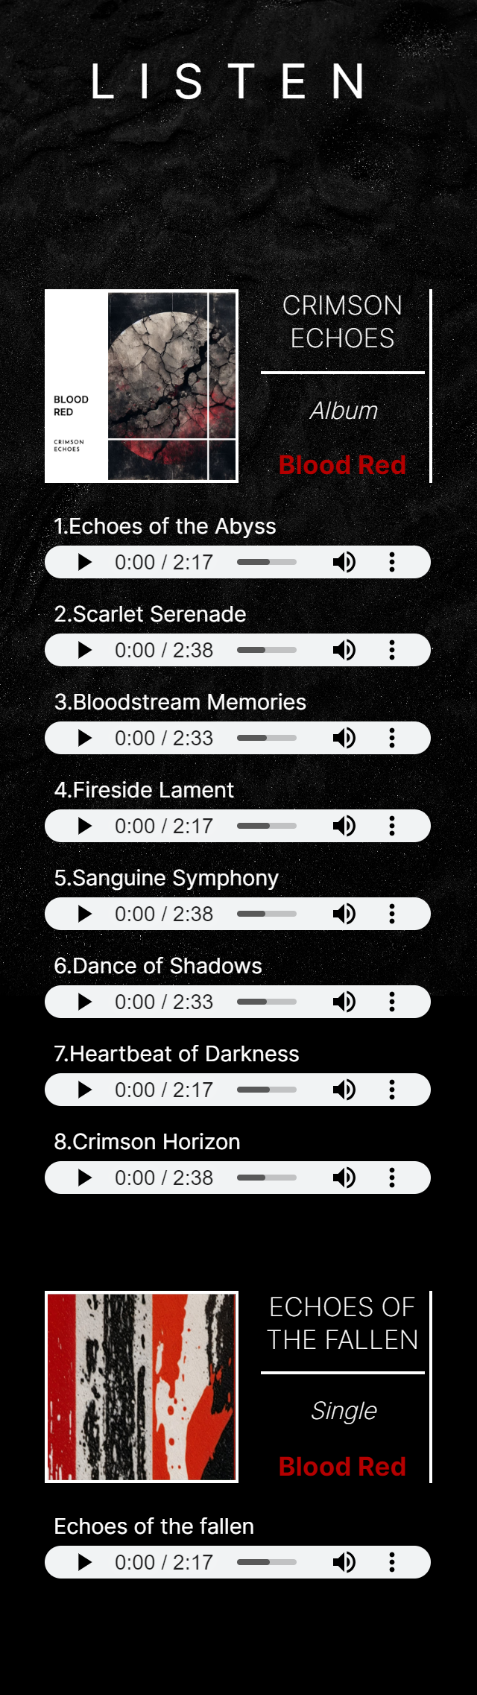 LISTEN
BLOOD
RED
CRIMSON
ECHOES
CRIMSON
ECHOES
Album
Blood Red
1.Echoes of the Abyss
0:00 / 2:17
2.Scarlet Serenade
0:00 / 2:38
3.Bloodstream Memories
0:00 / 2:33
4.Fireside Lament
0:00 / 2:17
5.Sanguine Symphony
0:00 / 2:38
6.Dance of Shadows
0:00 / 2:33
7.Heartbeat of Darkness
0:00 / 2:17
8.Crimson Horizon
0:00 / 2:38
ECHOES OF
THE FALLEN
Single
Blood Red
Echoes of the fallen
0:00 / 2:17